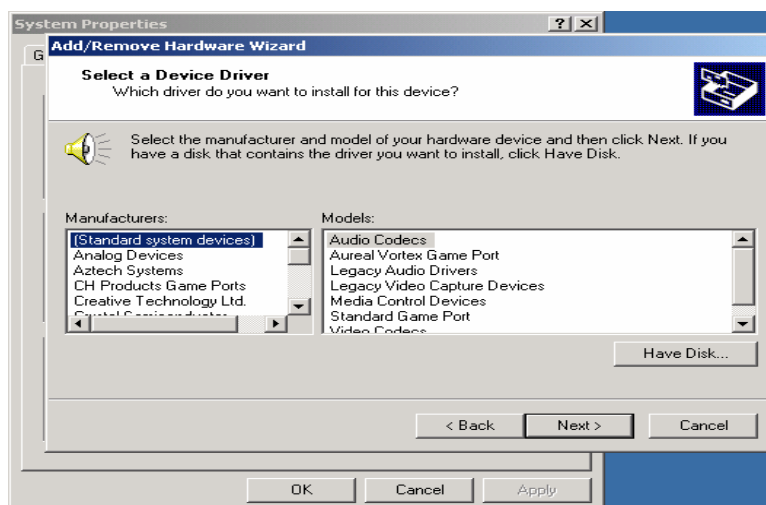 System Properties
G
Add/Remove Hardware Wizard
Select a Device Driver
Which driver do you want to install for this device?
Select the manufacturer and model of your hardware device and then click Next. If you
have a disk that contains the driver you want to install, click Have Disk.
Manufacturers:
(Standard system devices)
Analog Devices
Aztech Systems
CH Products Game Ports
Creative Technology Ltd.
Models:
Audio Codecs
Aureal Vortex Game Port
Legacy Audio Drivers
Legacy Video Capture Devices
Media Control Devices
Standard Game Port
Video Codecs
Have Disk...
< Back
Next >
Cancel
OK
Cancel
Apply